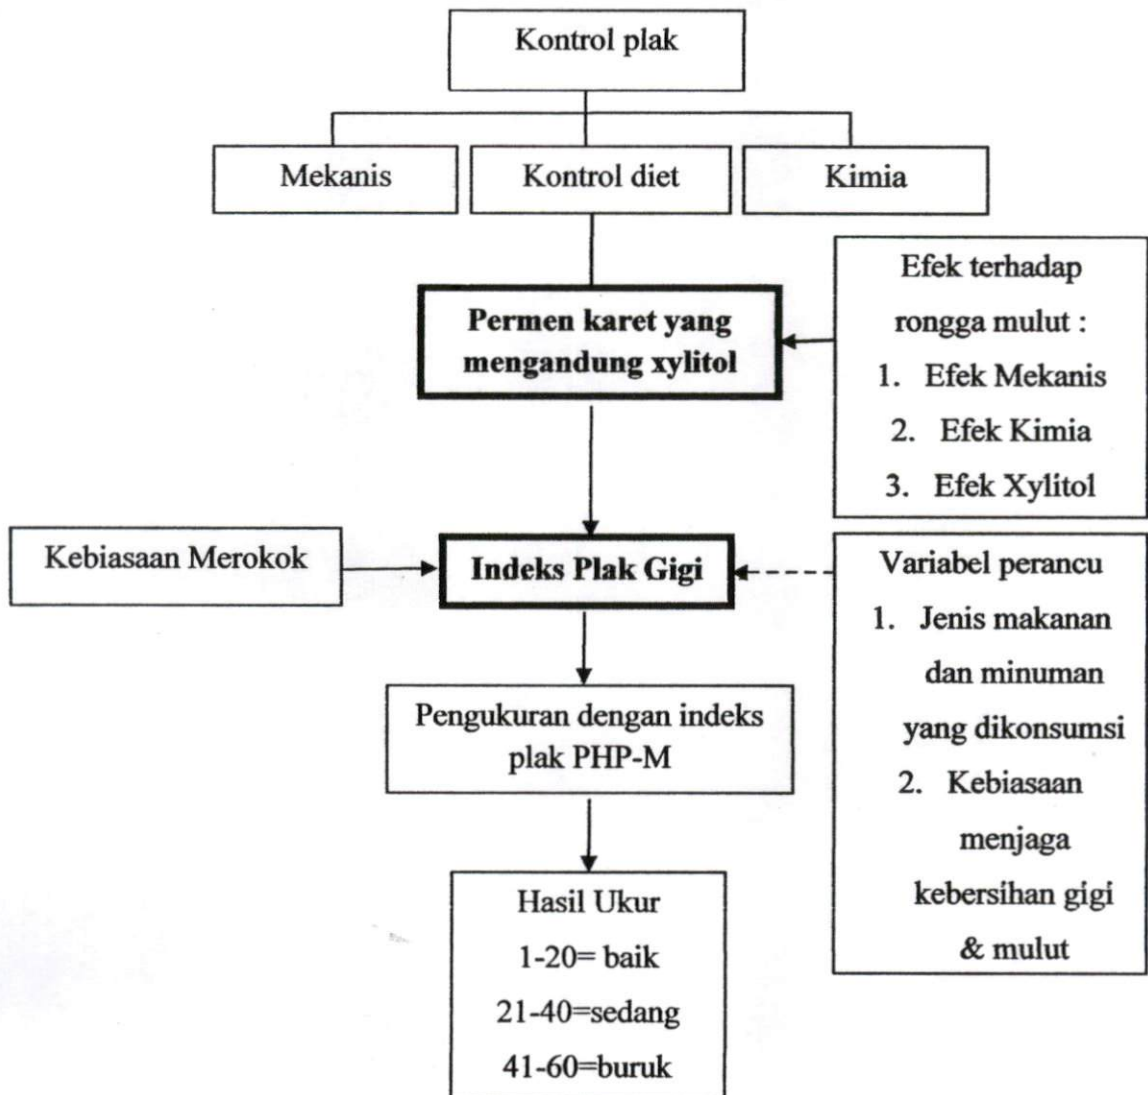 Kontrol plak
Mekanis
Kontrol diet
Kimia
Permen karet yang
mengandung xylitol
Efek terhadap
rongga mulut :
1. Efek Mekanis
2. Efek Kimia
3. Efek Xylitol
Kebiasaan Merokok
Indeks Plak Gigi
Variabel perancu
1. Jenis makanan
dan minuman
yang dikonsumsi
2. Kebiasaan
menjaga
kebersihan gigi
& mulut
Pengukuran dengan indeks
plak PHP-M
Hasil Ukur
1-20= baik
21-40=sedang
41-60=buruk